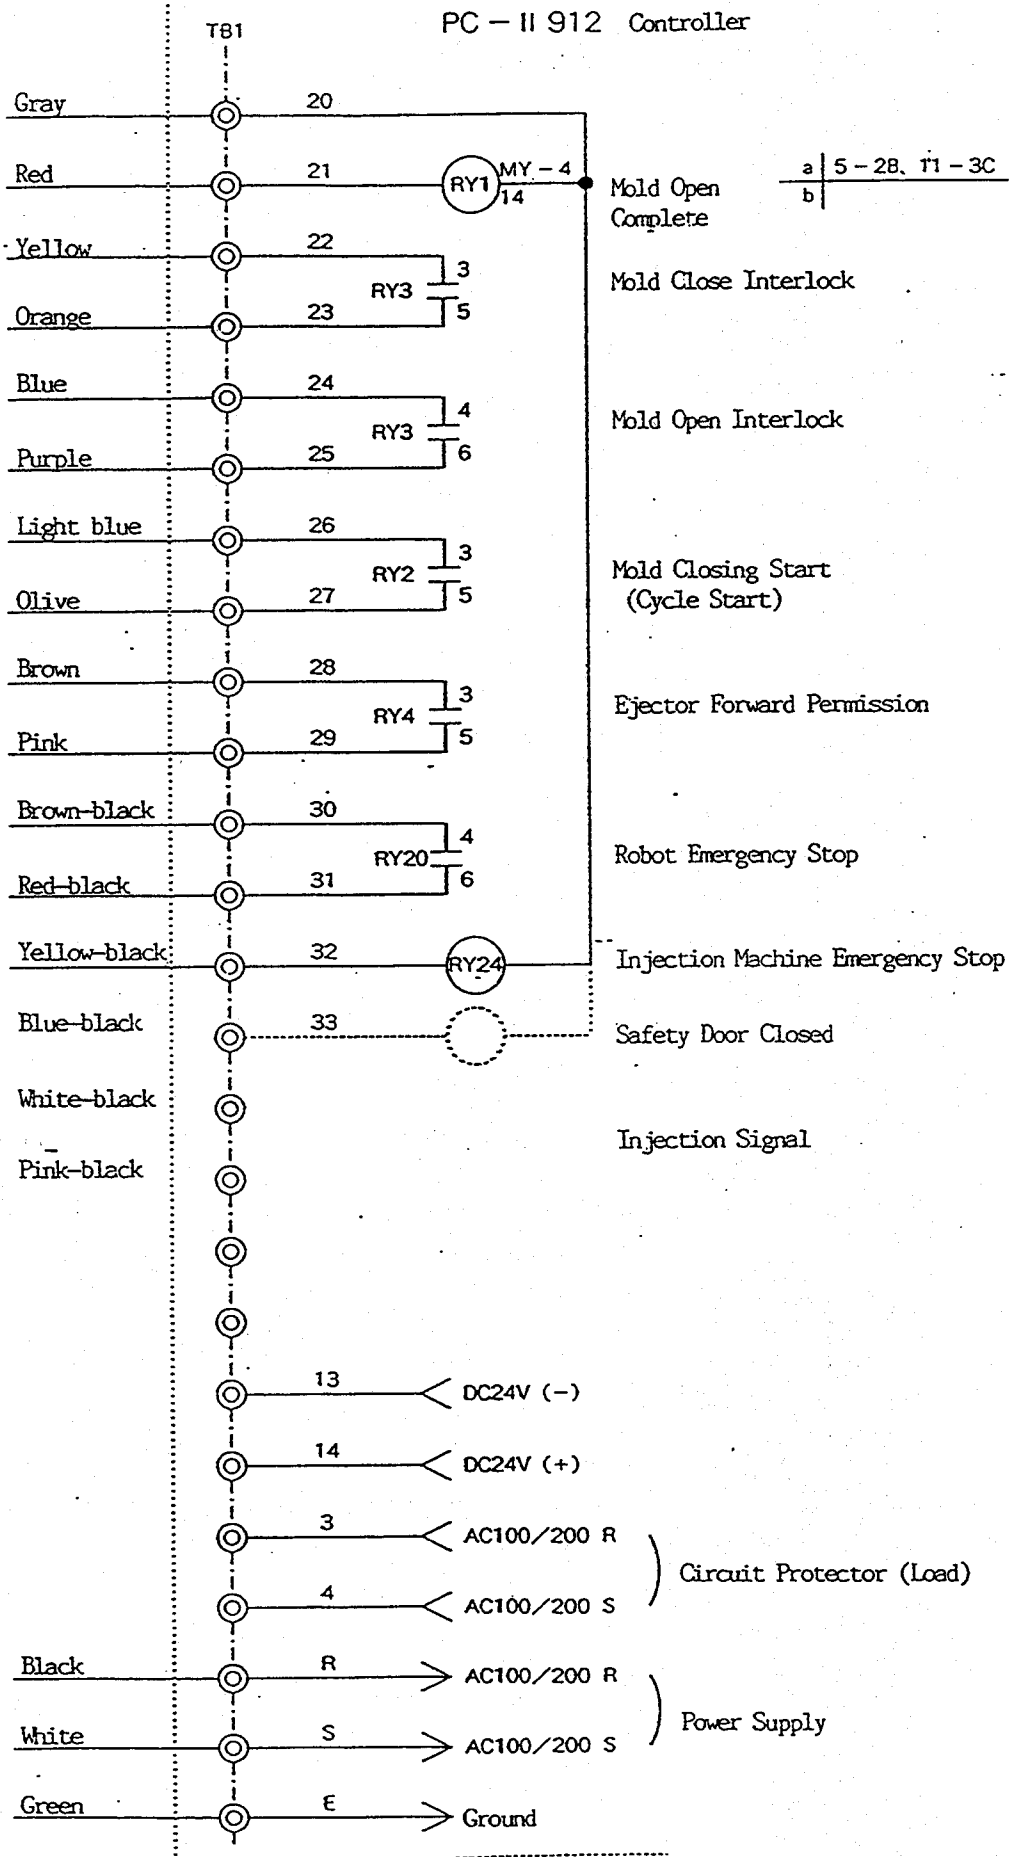 PC－II 912 Controller
TB1
Gray 20
Red 21 RY1 MY－4 14
Mold Open Complete
a 5－2B、11－3C
b
Yellow 22
RY3 3 5
Mold Close Interlock
Orange 23
Blue 24
RY3 4 6
Mold Open Interlock
Purple 25
Light blue 26
RY2 3 5
Mold Closing Start
(Cycle Start)
Olive 27
Brown 28
RY4 3 5
Ejector Forward Permission
Pink 29
Brown-black 30
RY20 4 6
Robot Emergency Stop
Red-black 31
Yellow-black 32 RY24 Injection Machine Emergency Stop
Blue-black 33 Safety Door Closed
White-black
Injection Signal
Pink-black
13 DC24V (−)
14 DC24V (+)
3 AC100/200 R
Circuit Protector (Load)
4 AC100/200 S
Black R AC100/200 R
Power Supply
White S AC100/200 S
Green E Ground